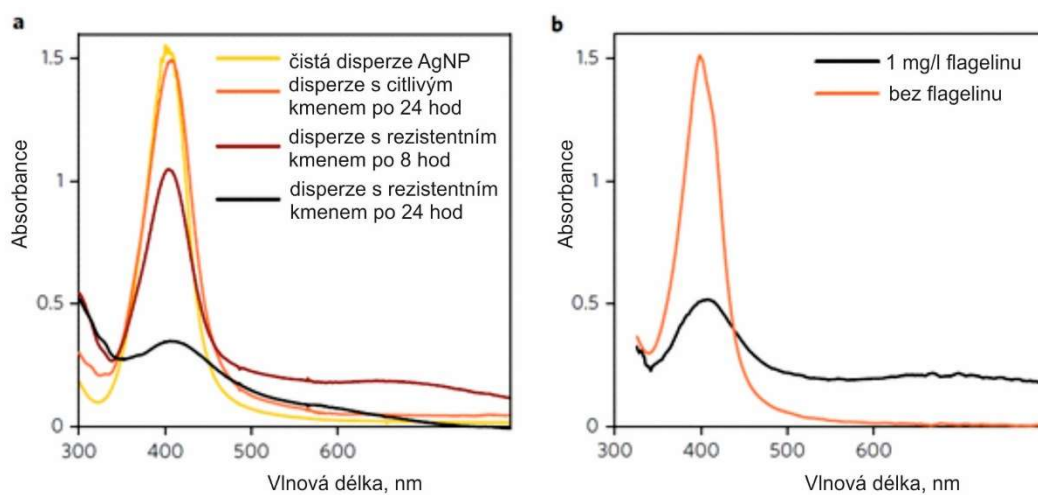 a
1.5
1
0.5
0
Absorbance
300
400
500
600
Vlnová délka, nm
čistá disperze AgNP
disperze s citlivým
kmenem po 24 hod
disperze s rezistentním
kmenem po 8 hod
disperze s rezistentním
kmenem po 24 hod
b
1.5
1
0.5
0
Absorbance
300
400
500
600
Vlnová délka, nm
1 mg/l flagelinu
bez flagelinu